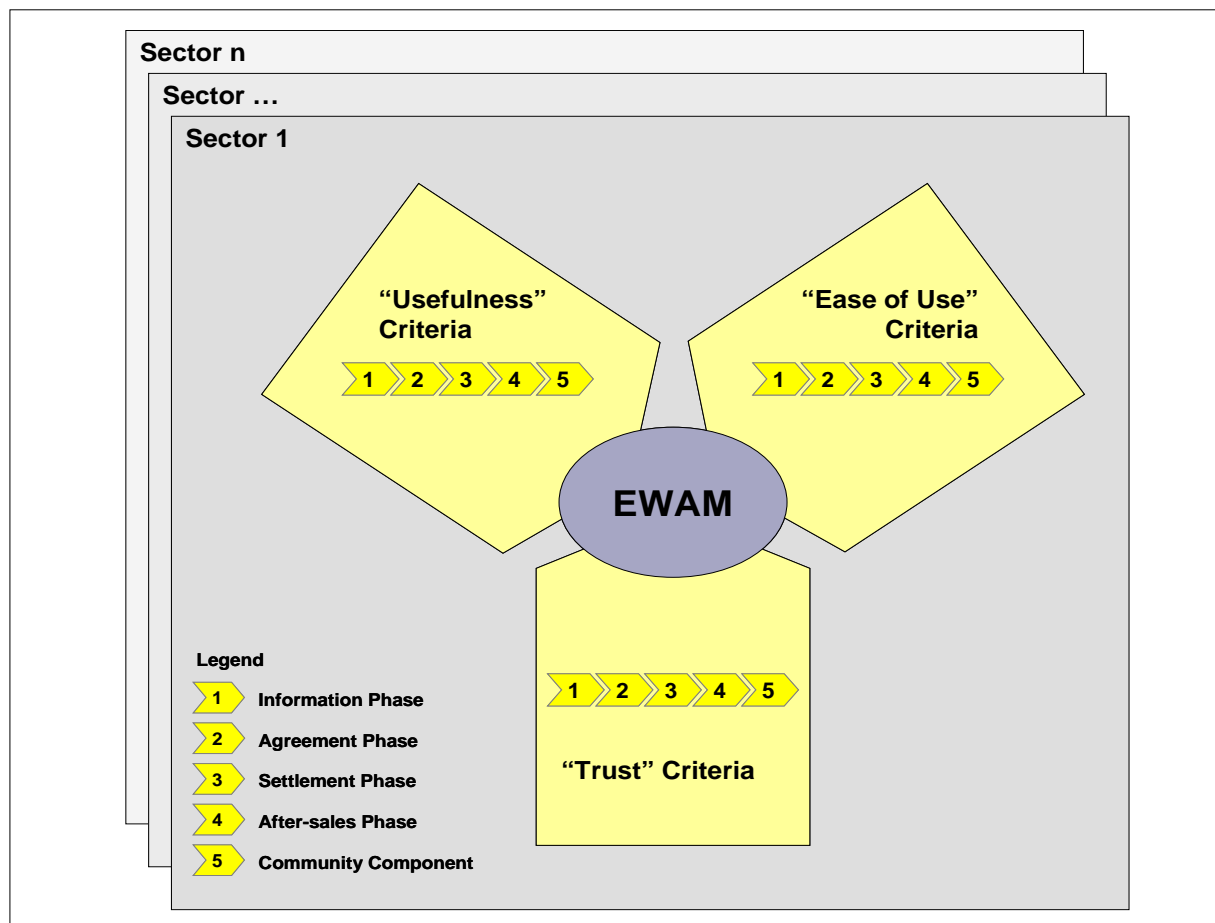 Sector n
Sector …
Sector 1
“Usefulness”
Criteria
1 2 3 4 5
“Ease of Use”
Criteria
1 2 3 4 5
EWAM
1 2 3 4 5
“Trust” Criteria
Legend
1 Information Phase
2 Agreement Phase
3 Settlement Phase
4 After-sales Phase
5 Community Component